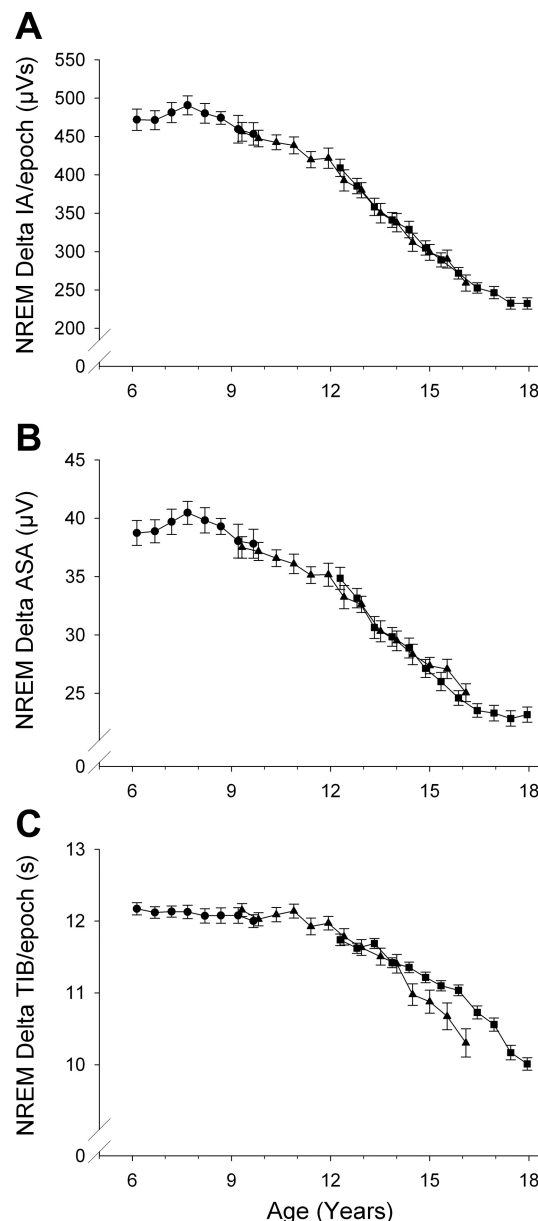 A
NREM Delta IA/epoch (µVs)
550
500
450
400
350
300
250
200
0
6 9 12 15 18
B
NREM Delta ASA (µV)
45
40
35
30
25
0
6 9 12 15 18
C
NREM Delta TIB/epoch (s)
13
12
11
10
0
6 9 12 15 18
Age (Years)